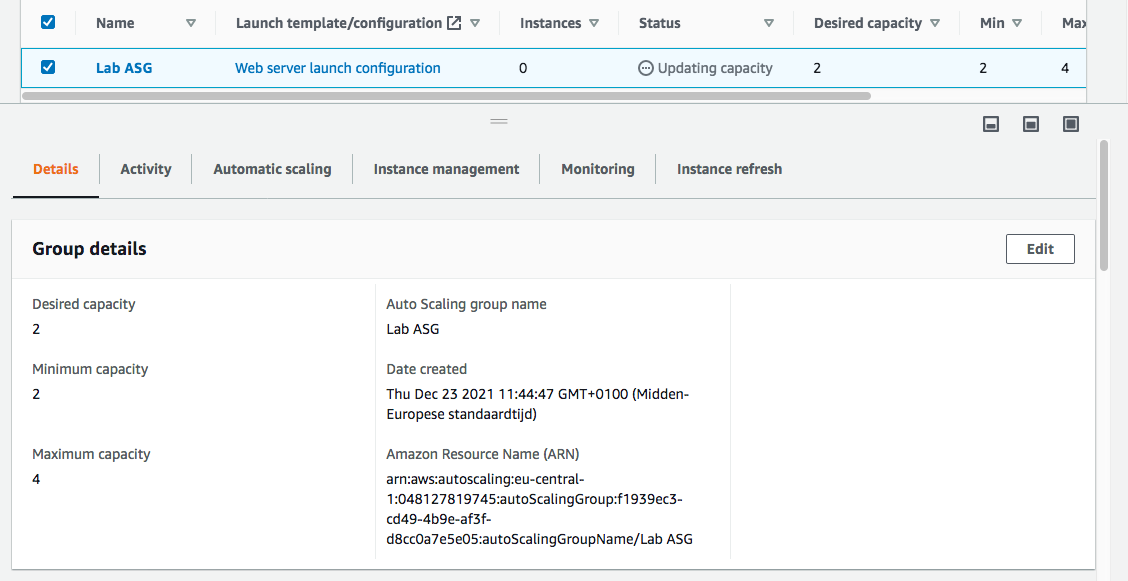 Name Launch template/configuration Instances Status Desired capacity Min Max
Lab ASG Web server launch configuration 0 Updating capacity 2 2 4
Details Activity Automatic scaling Instance management Monitoring Instance refresh
Group details Edit
Desired capacity
2
Minimum capacity
2
Maximum capacity
4
Auto Scaling group name
Lab ASG
Date created
Thu Dec 23 2021 11:44:47 GMT+0100 (Midden-
Europese standaardtijd)
Amazon Resource Name (ARN)
arn:aws:autoscaling:eu-central-
1:048127819745:autoScalingGroup:f1939ec3-
cd49-4b9e-af3f-
d8cc0a7e5e05:autoScalingGroupName/Lab ASG